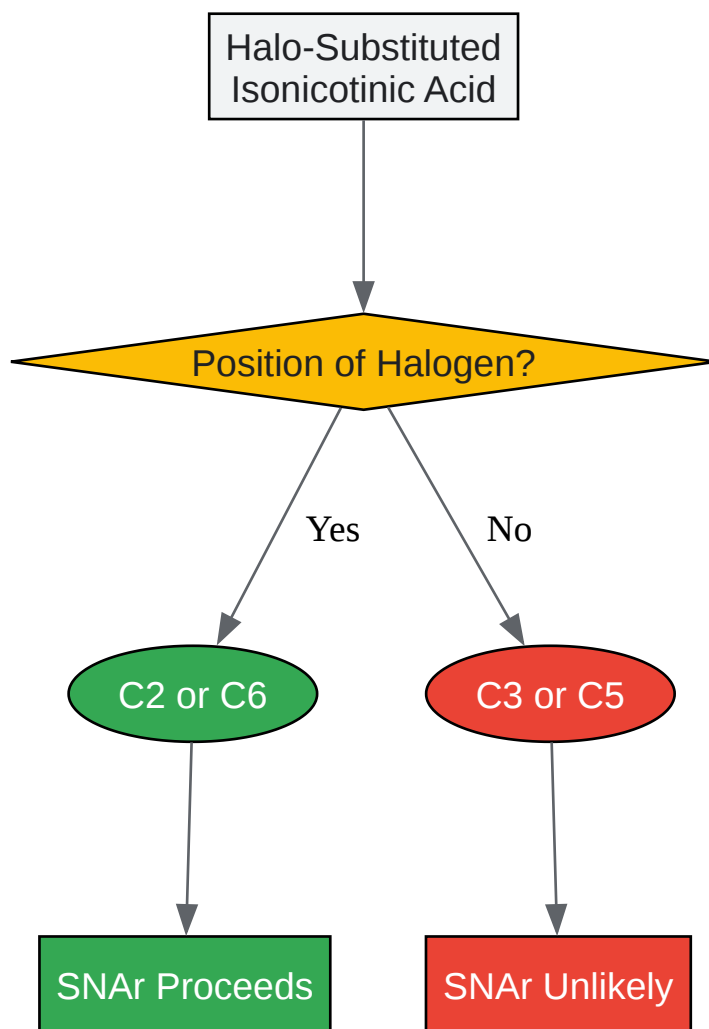 Halo-Substituted
Isonicotinic Acid
Position of Halogen?
Yes
No
C2 or C6
C3 or C5
SNAr Proceeds
SNAr Unlikely